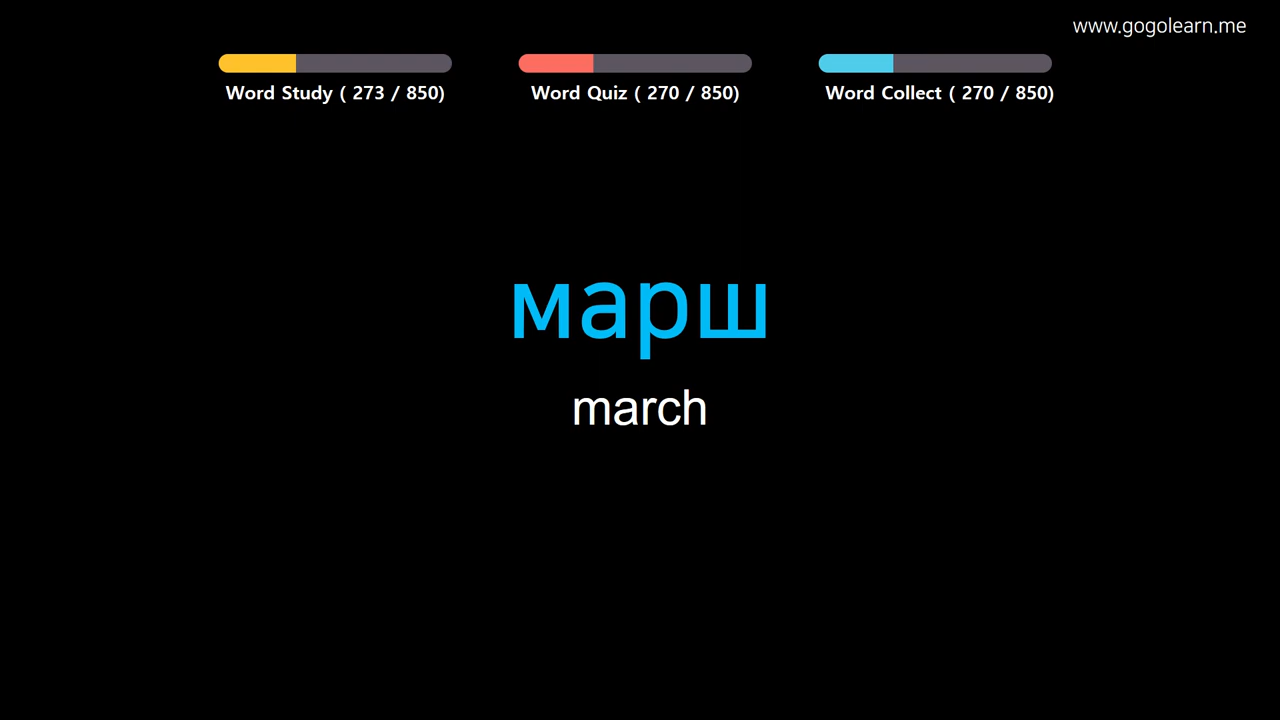 www.gogolearn.me
Word Study ( 273 / 850)
Word Quiz ( 270 / 850)
Word Collect ( 270 / 850)
марш
march